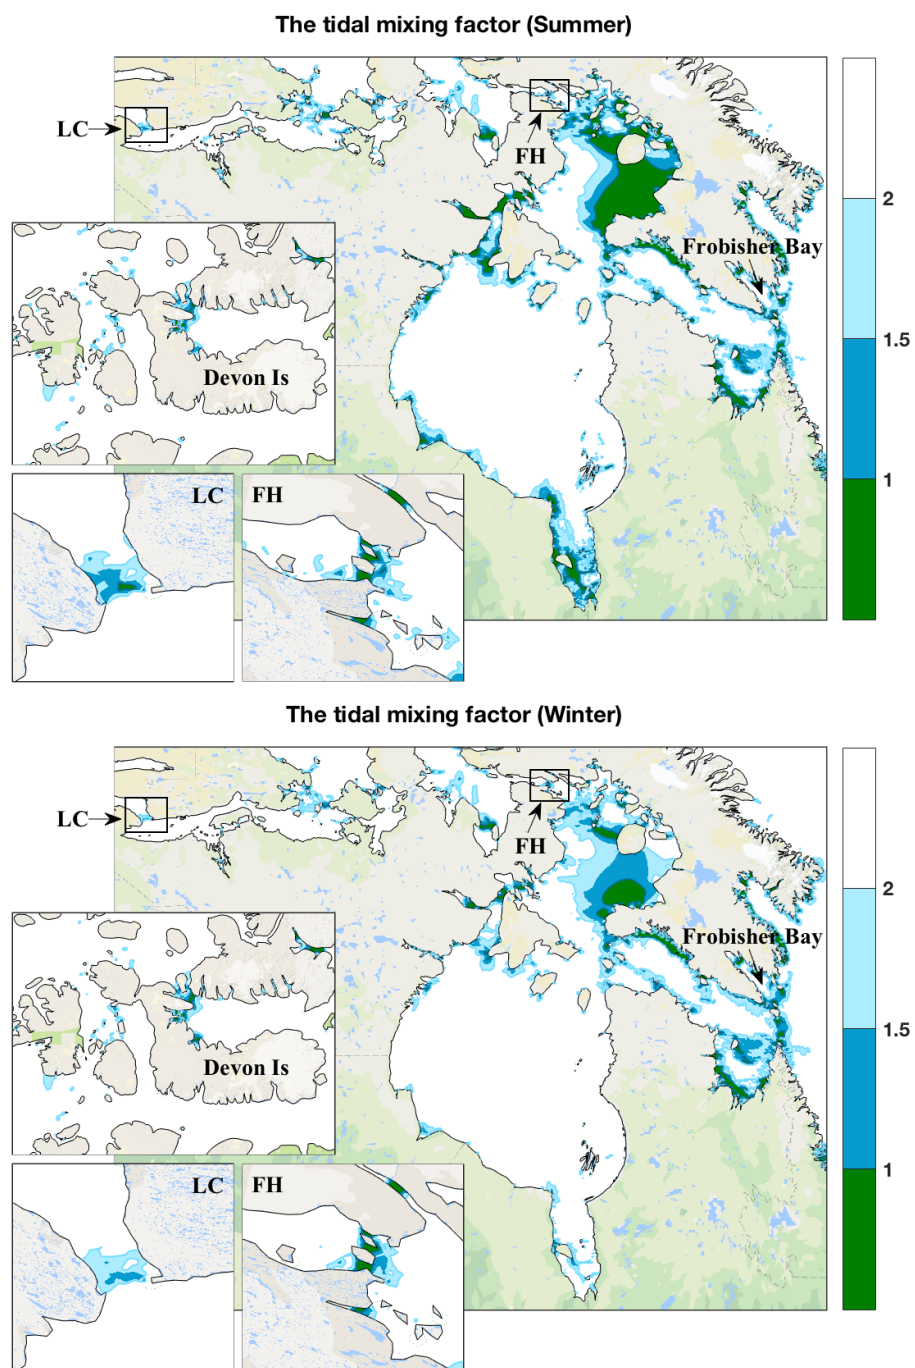 The tidal mixing factor (Summer)
LC
FH
2
Frobisher Bay
1.5
Devon Is
1
LC
FH
The tidal mixing factor (Winter)
LC
FH
2
Frobisher Bay
1.5
Devon Is
1
LC
FH